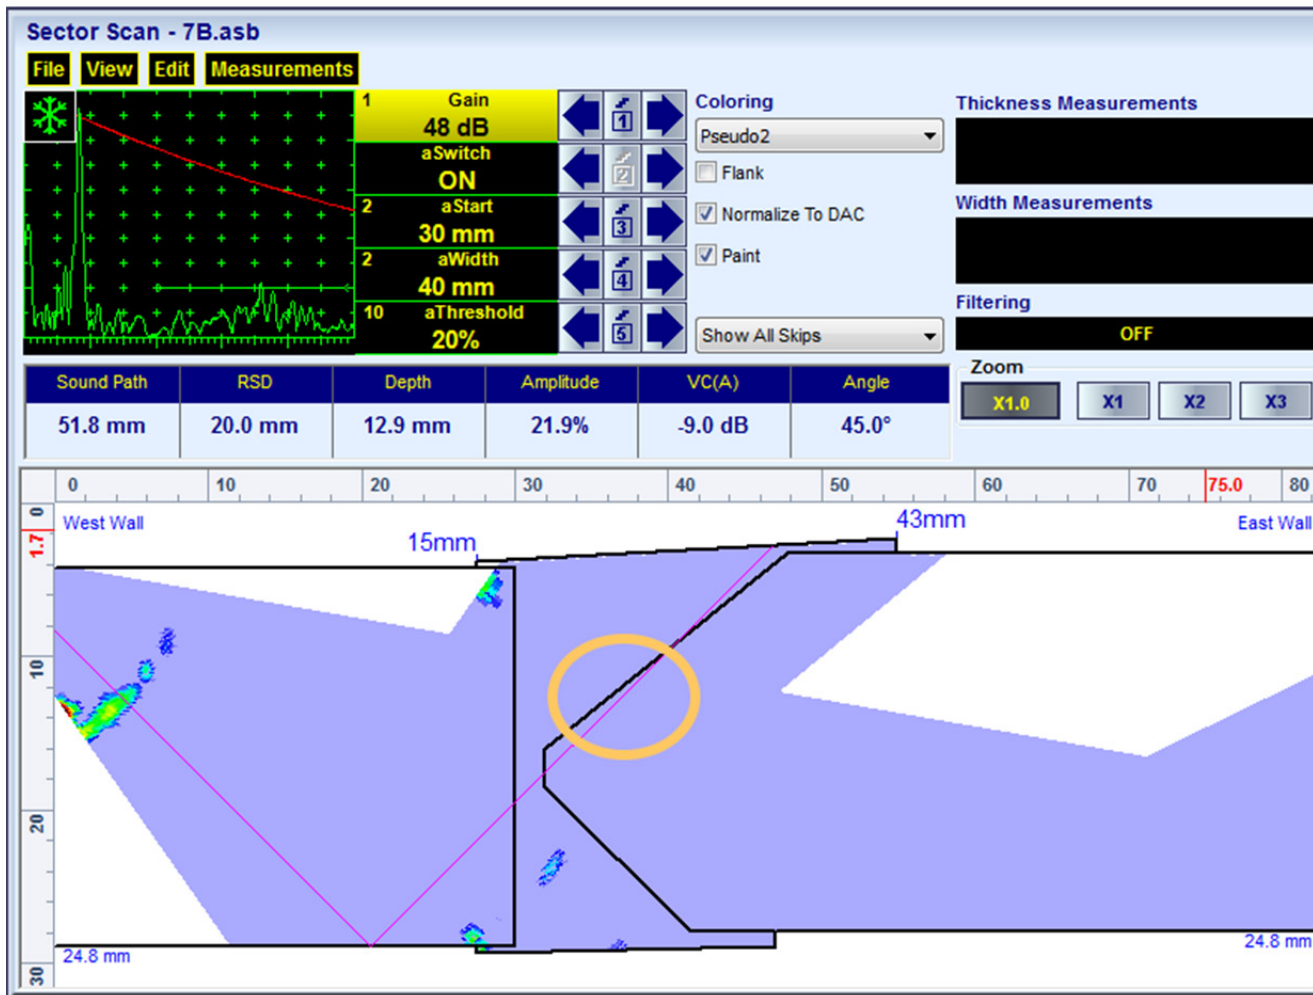 Sector Scan - 7B.asb
File View Edit Measurements
1 Gain
48 dB
aSwitch
ON
2 aStart
30 mm
2 aWidth
40 mm
10 aThreshold
20%
1
2
3
4
5
Coloring
Pseudo2
Flank
Normalize To DAC
Paint
Show All Skips
Thickness Measurements
Width Measurements
Filtering
OFF
Zoom
X1.0 X1 X2 X3
Sound Path RSD Depth Amplitude VC(A) Angle
51.8 mm 20.0 mm 12.9 mm 21.9% -9.0 dB 45.0°
0 10 20 30 40 50 60 70 75.0 80
0
1.7
10
20
30
West Wall
15mm
43mm
East Wall
24.8 mm
24.8 mm